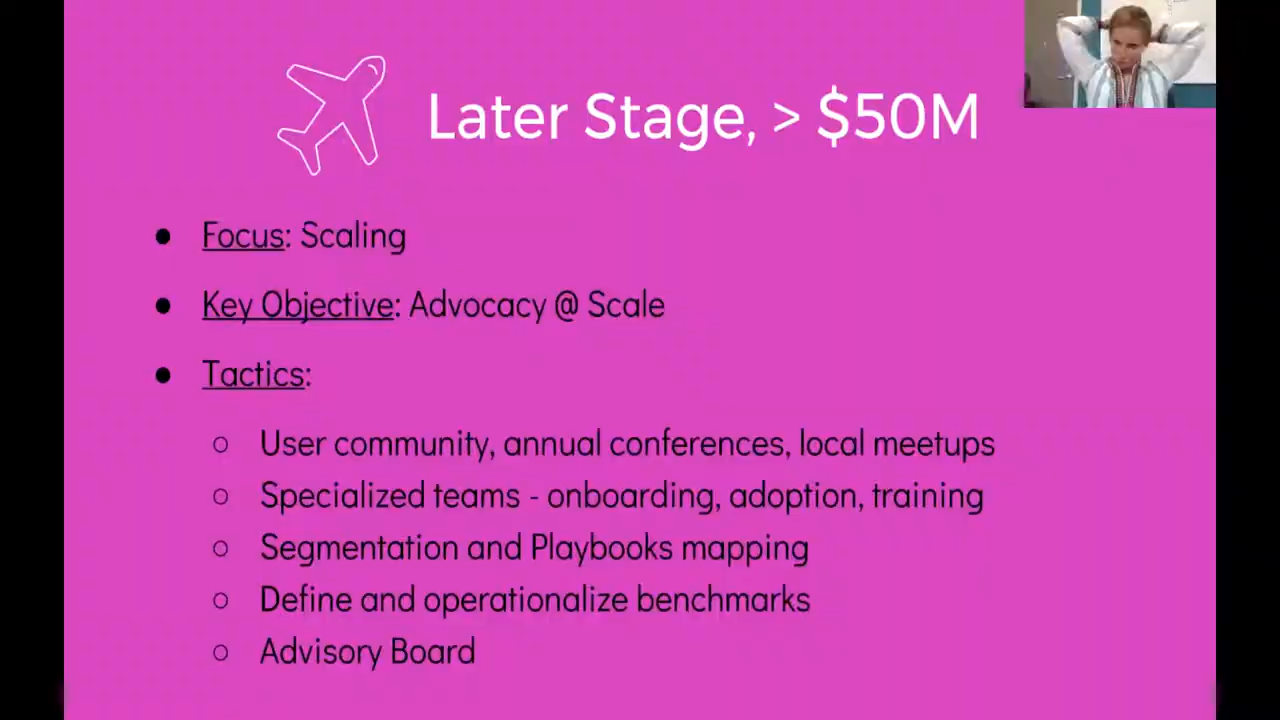 Later Stage, > $50M
● Focus: Scaling
● Key Objective: Advocacy @ Scale
● Tactics:
○ User community, annual conferences, local meetups
○ Specialized teams - onboarding, adoption, training
○ Segmentation and Playbooks mapping
○ Define and operationalize benchmarks
○ Advisory Board